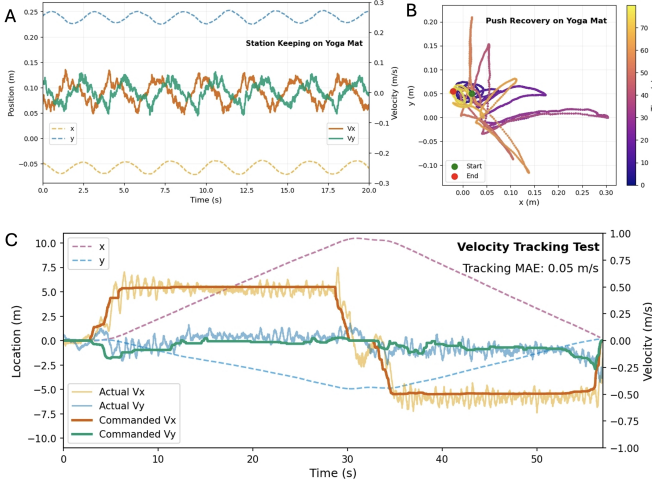 A
Station Keeping on Yoga Mat
Position (m)
0.25
0.20
0.15
0.10
0.05
0.00
−0.05
0.3
0.2
0.1
0.0
−0.1
−0.2
−0.3
Velocity (m/s)
x
y
Vx
Vy
0.0 2.5 5.0 7.5 10.0 12.5 15.0 17.5 20.0
Time (s)
B
Push Recovery on Yoga Mat
y (m)
0.20
0.15
0.10
0.05
0.00
−0.05
−0.10
Start
End
0.00 0.05 0.10 0.15 0.20 0.25 0.30
x (m)
70
60
50
40
30
20
10
0
C
Velocity Tracking Test
Tracking MAE: 0.05 m/s
x
y
Location (m)
10.0
7.5
5.0
2.5
0.0
−2.5
−5.0
−7.5
−10.0
1.00
0.75
0.50
0.25
0.00
−0.25
−0.50
−0.75
−1.00
Velocity (m/s)
Actual Vx
Actual Vy
Commanded Vx
Commanded Vy
0 10 20 30 40 50
Time (s)